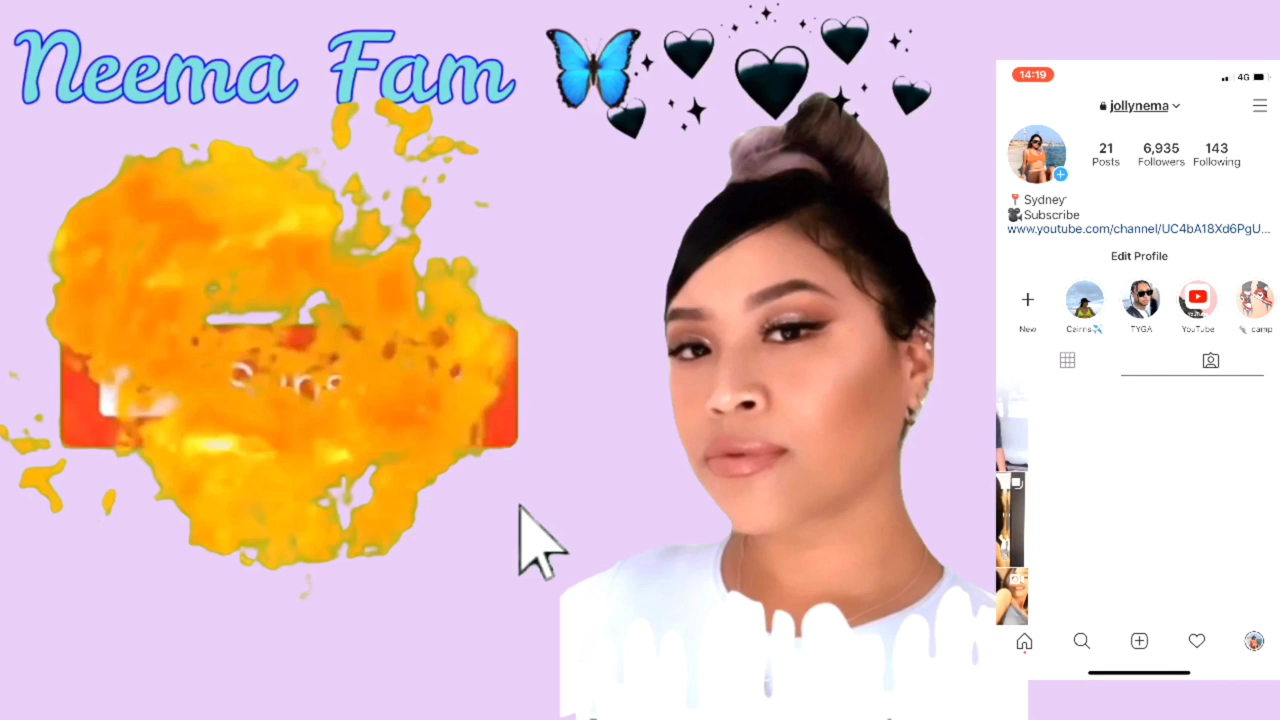 Neema Fam
14:19
4G
jollynema
21 6,935 143
Posts Followers Following
Sydney
Subscribe
www.youtube.com/channel/UC4bA18Xd6PgU...
Edit Profile
New Cairns TYGA YouTube camp